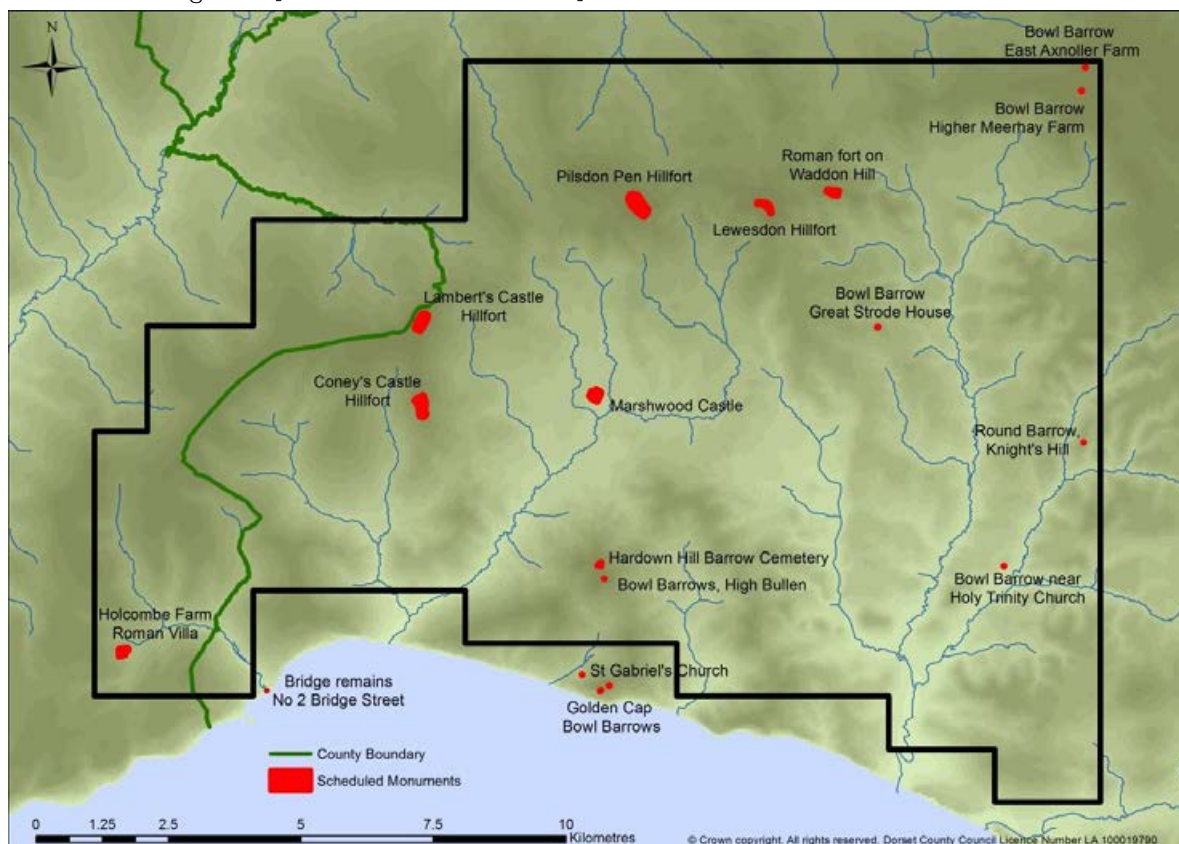 N
Bowl Barrow
East Axnoller Farm
Bowl Barrow
Higher Meerhay Farm
Roman fort on
Waddon Hill
Pilsdon Pen Hillfort
Lewesdon Hillfort
Bowl Barrow
Great Strode House
Lambert's Castle
Hillfort
Coney's Castle
Hillfort
Marshwood Castle
Round Barrow,
Knight's Hill
Hardown Hill Barrow Cemetery
Bowl Barrows, High Bullen
Bowl Barrow near
Holy Trinity Church
Holcombe Farm
Roman Villa
St Gabriel's Church
Bridge remains
No 2 Bridge Street
Golden Cap
Bowl Barrows
County Boundary
Scheduled Monuments
0 1.25 2.5 5 7.5 10
Kilometres
© Crown copyright. All rights reserved. Dorset County Council Licence Number LA 100019790